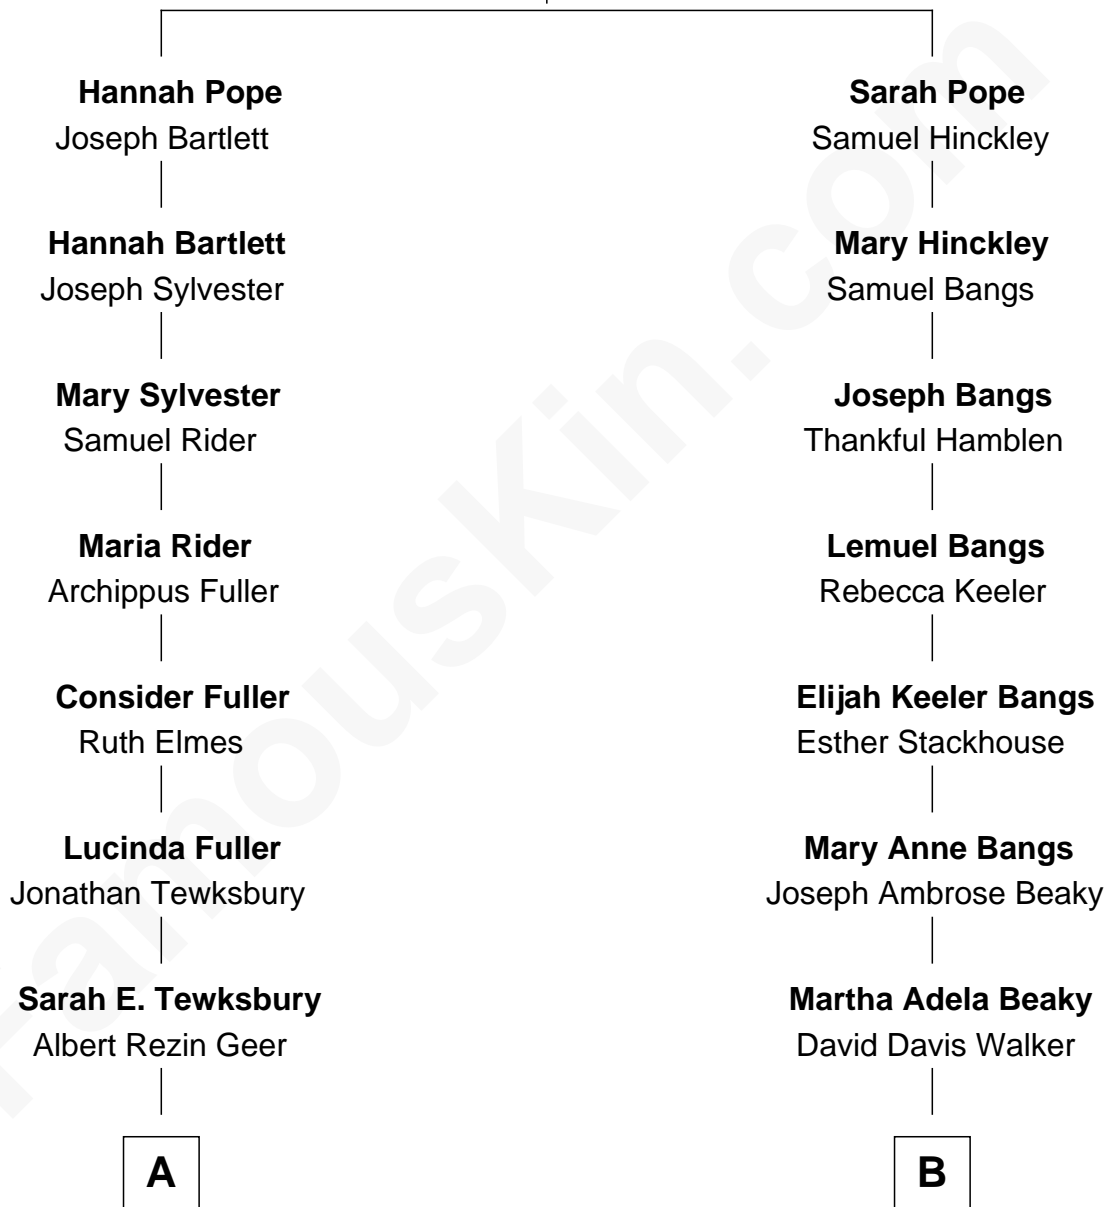 Hannah Pope
Joseph Bartlett
Hannah Bartlett
Joseph Sylvester
Mary Sylvester
Samuel Rider
Maria Rider
Archippus Fuller
Consider Fuller
Ruth Elmes
Lucinda Fuller
Jonathan Tewksbury
Sarah E. Tewksbury
Albert Rezin Geer
A
Sarah Pope
Samuel Hinckley
Mary Hinckley
Samuel Bangs
Joseph Bangs
Thankful Hamblen
Lemuel Bangs
Rebecca Keeler
Elijah Keeler Bangs
Esther Stackhouse
Mary Anne Bangs
Joseph Ambrose Beaky
Martha Adela Beaky
David Davis Walker
B
FamousKin.com